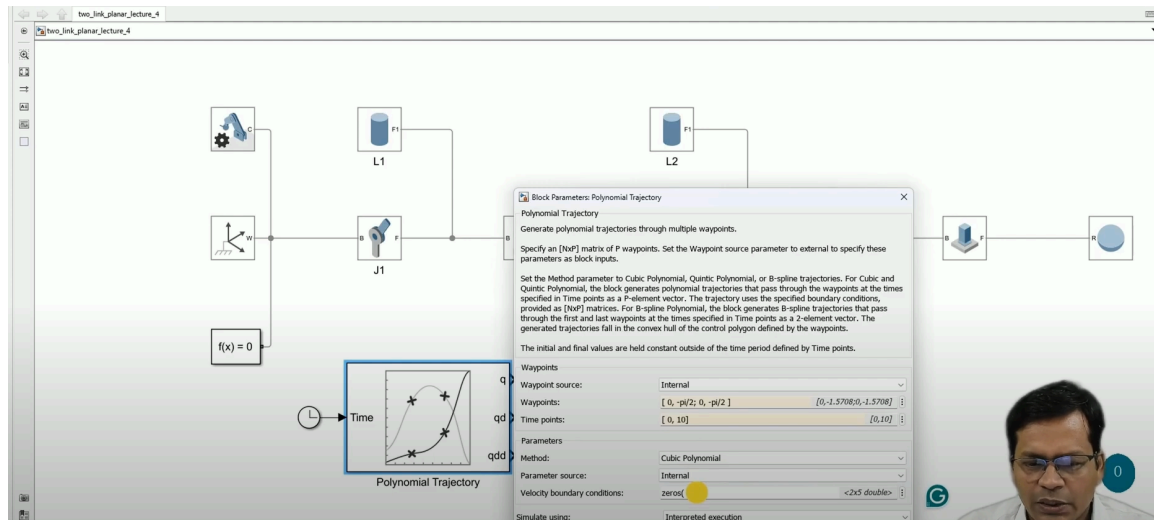 two_link_planar_lecture_4
two_link_planar_lecture_4
C
F1
F1
L1
L2
W
B
F
B
B
F
R
J1
f(x) = 0
Time
q
qd
qdd
Polynomial Trajectory
Block Parameters: Polynomial Trajectory
Polynomial Trajectory
Generate polynomial trajectories through multiple waypoints.
Specify an [NxP] matrix of P waypoints. Set the Waypoint source parameter to external to specify these
parameters as block inputs.
Set the Method parameter to Cubic Polynomial, Quintic Polynomial, or B-spline trajectories. For Cubic and
Quintic Polynomial, the block generates polynomial trajectories that pass through the waypoints at the times
specified in Time points as a P-element vector. The trajectory uses the specified boundary conditions,
provided as [NxP] matrices. For B-spline Polynomial, the block generates B-spline trajectories that pass
through the first and last waypoints at the times specified in Time points as a 2-element vector. The
generated trajectories fall in the convex hull of the control polygon defined by the waypoints.
The initial and final values are held constant outside of the time period defined by Time points.
Waypoints
Waypoint source: Internal
Waypoints: [ 0, -pi/2; 0, -pi/2 ] [0,-1.5708;0,-1.5708]
Time points: [ 0, 10] [0,10]
Parameters
Method: Cubic Polynomial
Parameter source: Internal
Velocity boundary conditions: zeros( <2x5 double>
Simulate using: Interpreted execution
G
0